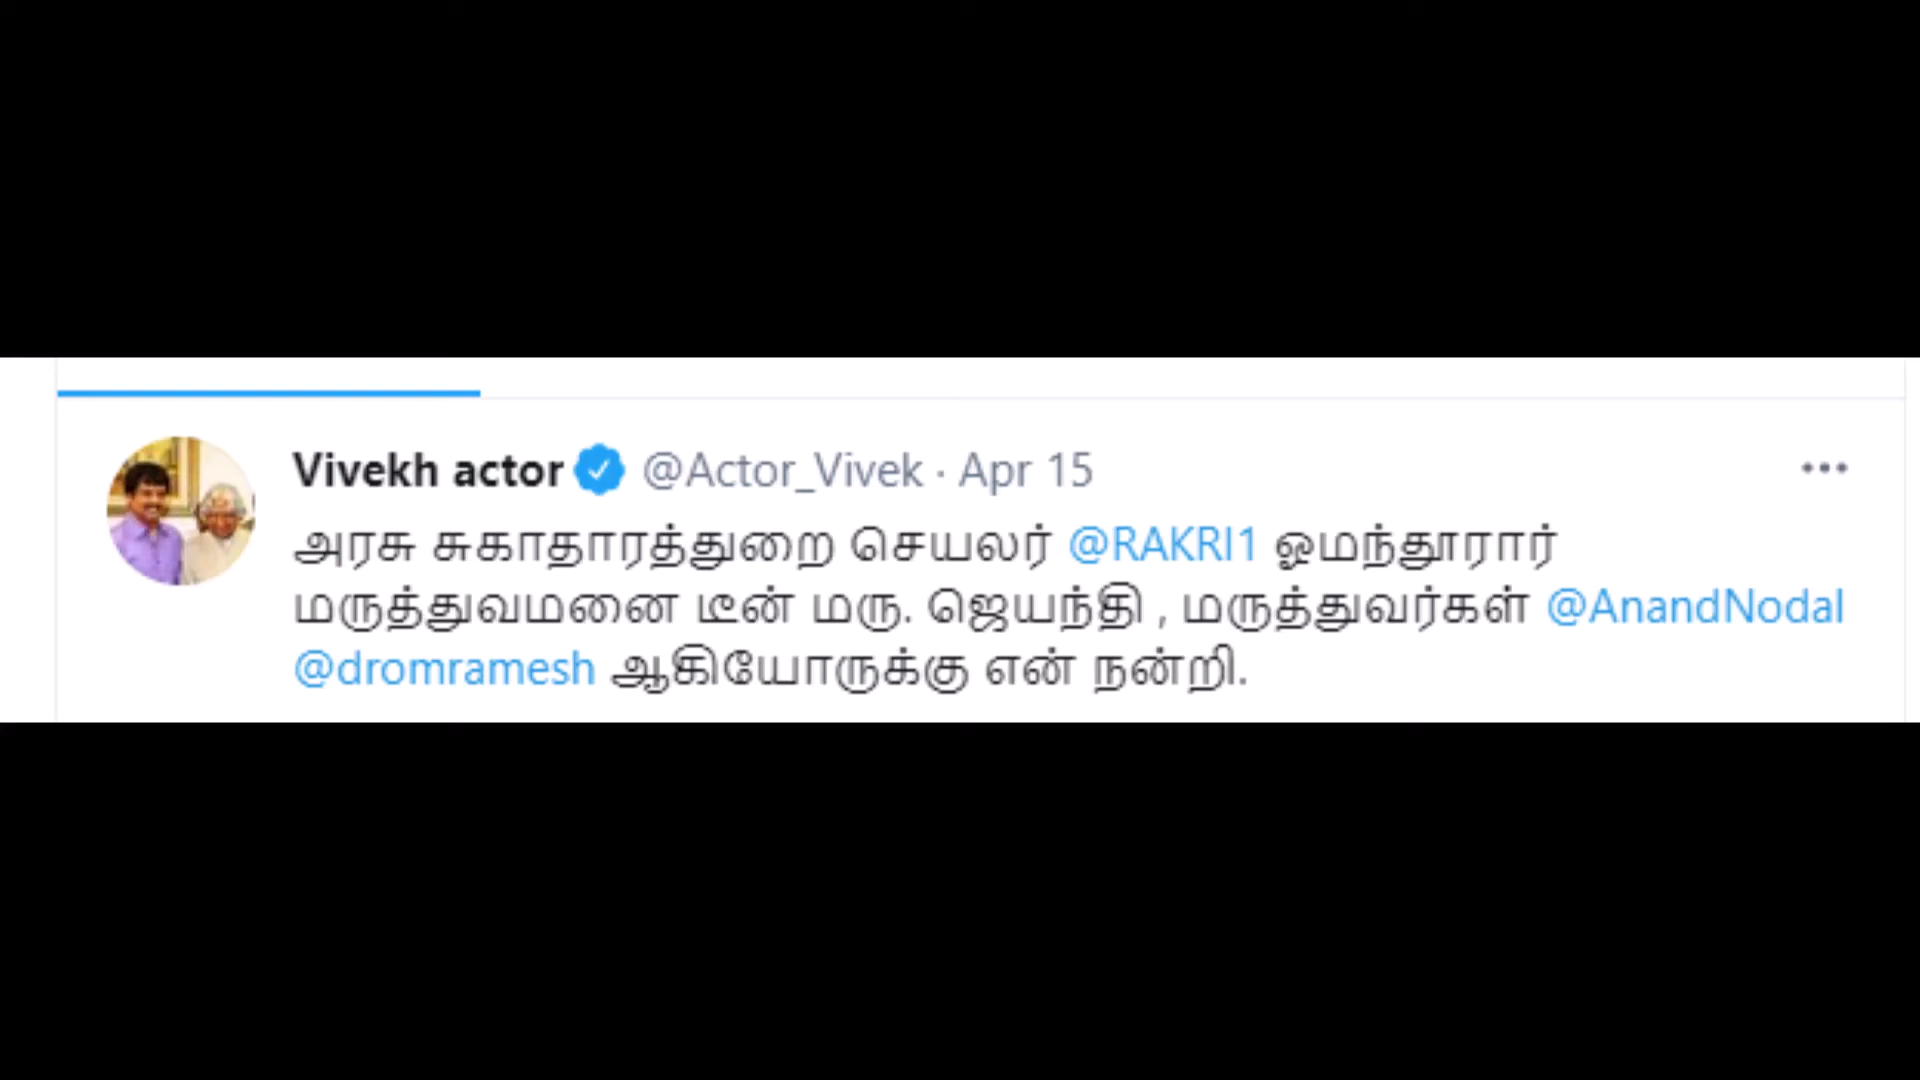 Vivekh actor @Actor_Vivek · Apr 15
அரசு சுகாதாரத்துறை செயலர் @RAKRI1 ஓமந்தூரார்
மருத்துவமனை டீன் மரு. ஜெயந்தி , மருத்துவர்கள் @AnandNodal
@dromramesh ஆகியோருக்கு என் நன்றி.